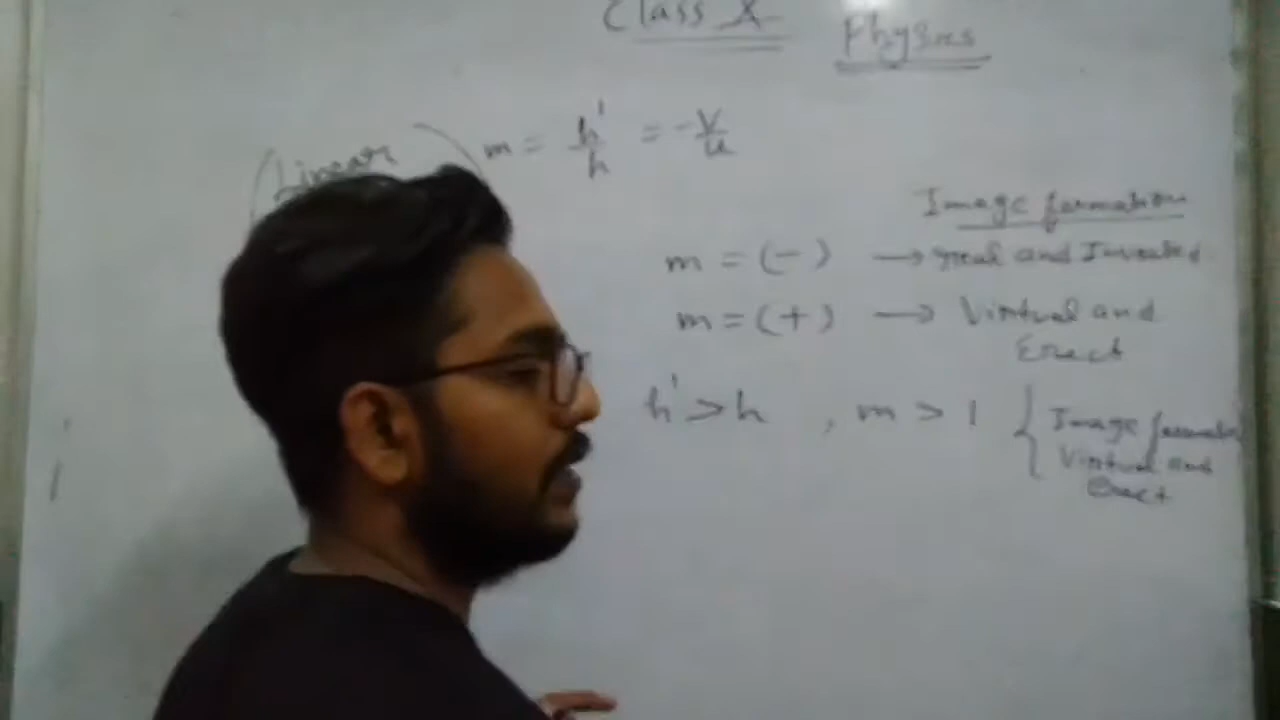 Class X Physics
(Linear
m = h'/h = -v/u
Image formation
m = (-) → real and Inverted
m = (+) → Virtual and
Erect
h' > h , m > 1 { Image formation
Virtual and
Erect